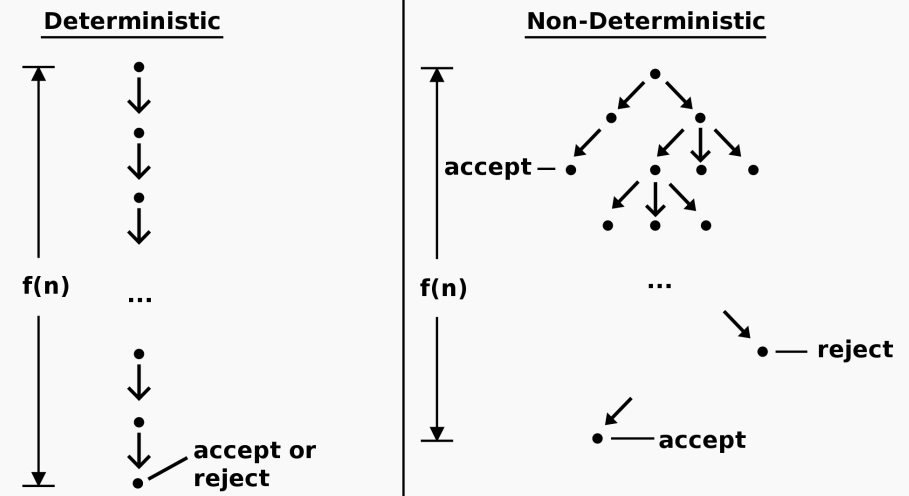 Deterministic
f(n)
...
accept or
reject
Non-Deterministic
accept
f(n)
...
reject
accept